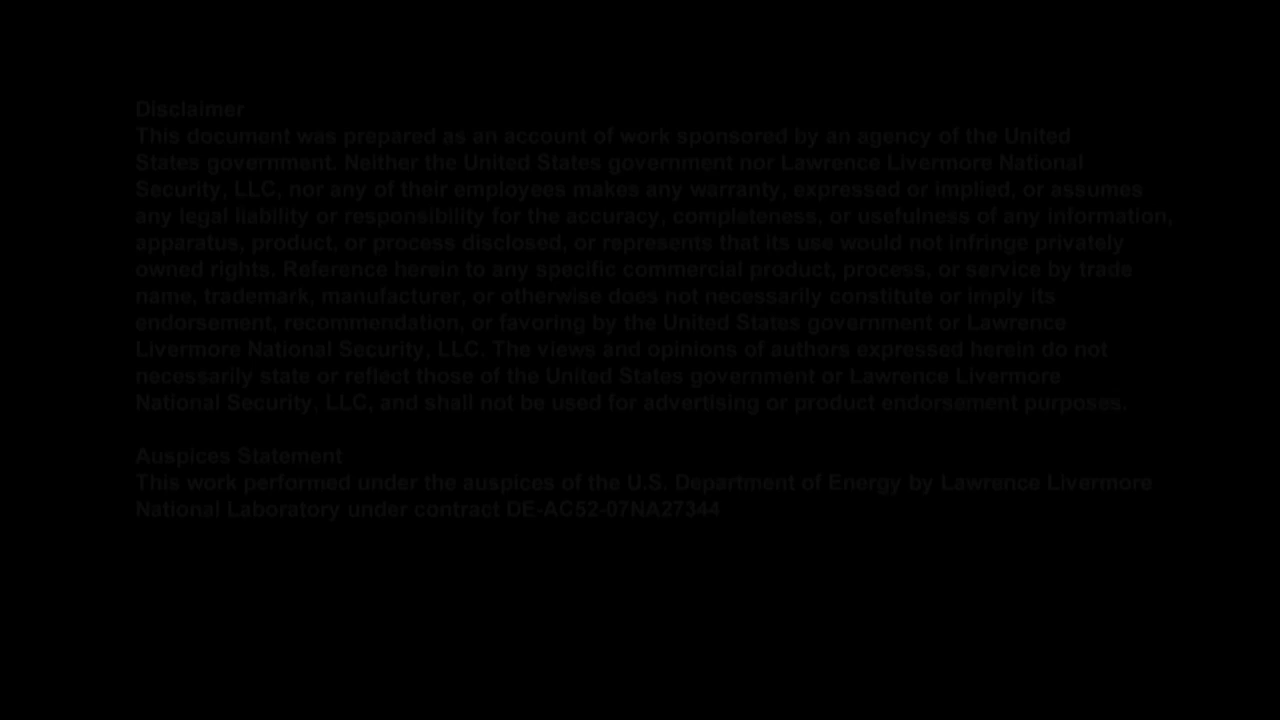 Disclaimer
This document was prepared as an account of work sponsored by an agency of the United
States government. Neither the United States government nor Lawrence Livermore National
Security, LLC, nor any of their employees makes any warranty, expressed or implied, or assumes
any legal liability or responsibility for the accuracy, completeness, or usefulness of any information,
apparatus, product, or process disclosed, or represents that its use would not infringe privately
owned rights. Reference herein to any specific commercial product, process, or service by trade
name, trademark, manufacturer, or otherwise does not necessarily constitute or imply its
endorsement, recommendation, or favoring by the United States government or Lawrence
Livermore National Security, LLC. The views and opinions of authors expressed herein do not
necessarily state or reflect those of the United States government or Lawrence Livermore
National Security, LLC, and shall not be used for advertising or product endorsement purposes.
Auspices Statement
This work performed under the auspices of the U.S. Department of Energy by Lawrence Livermore
National Laboratory under contract DE-AC52-07NA27344